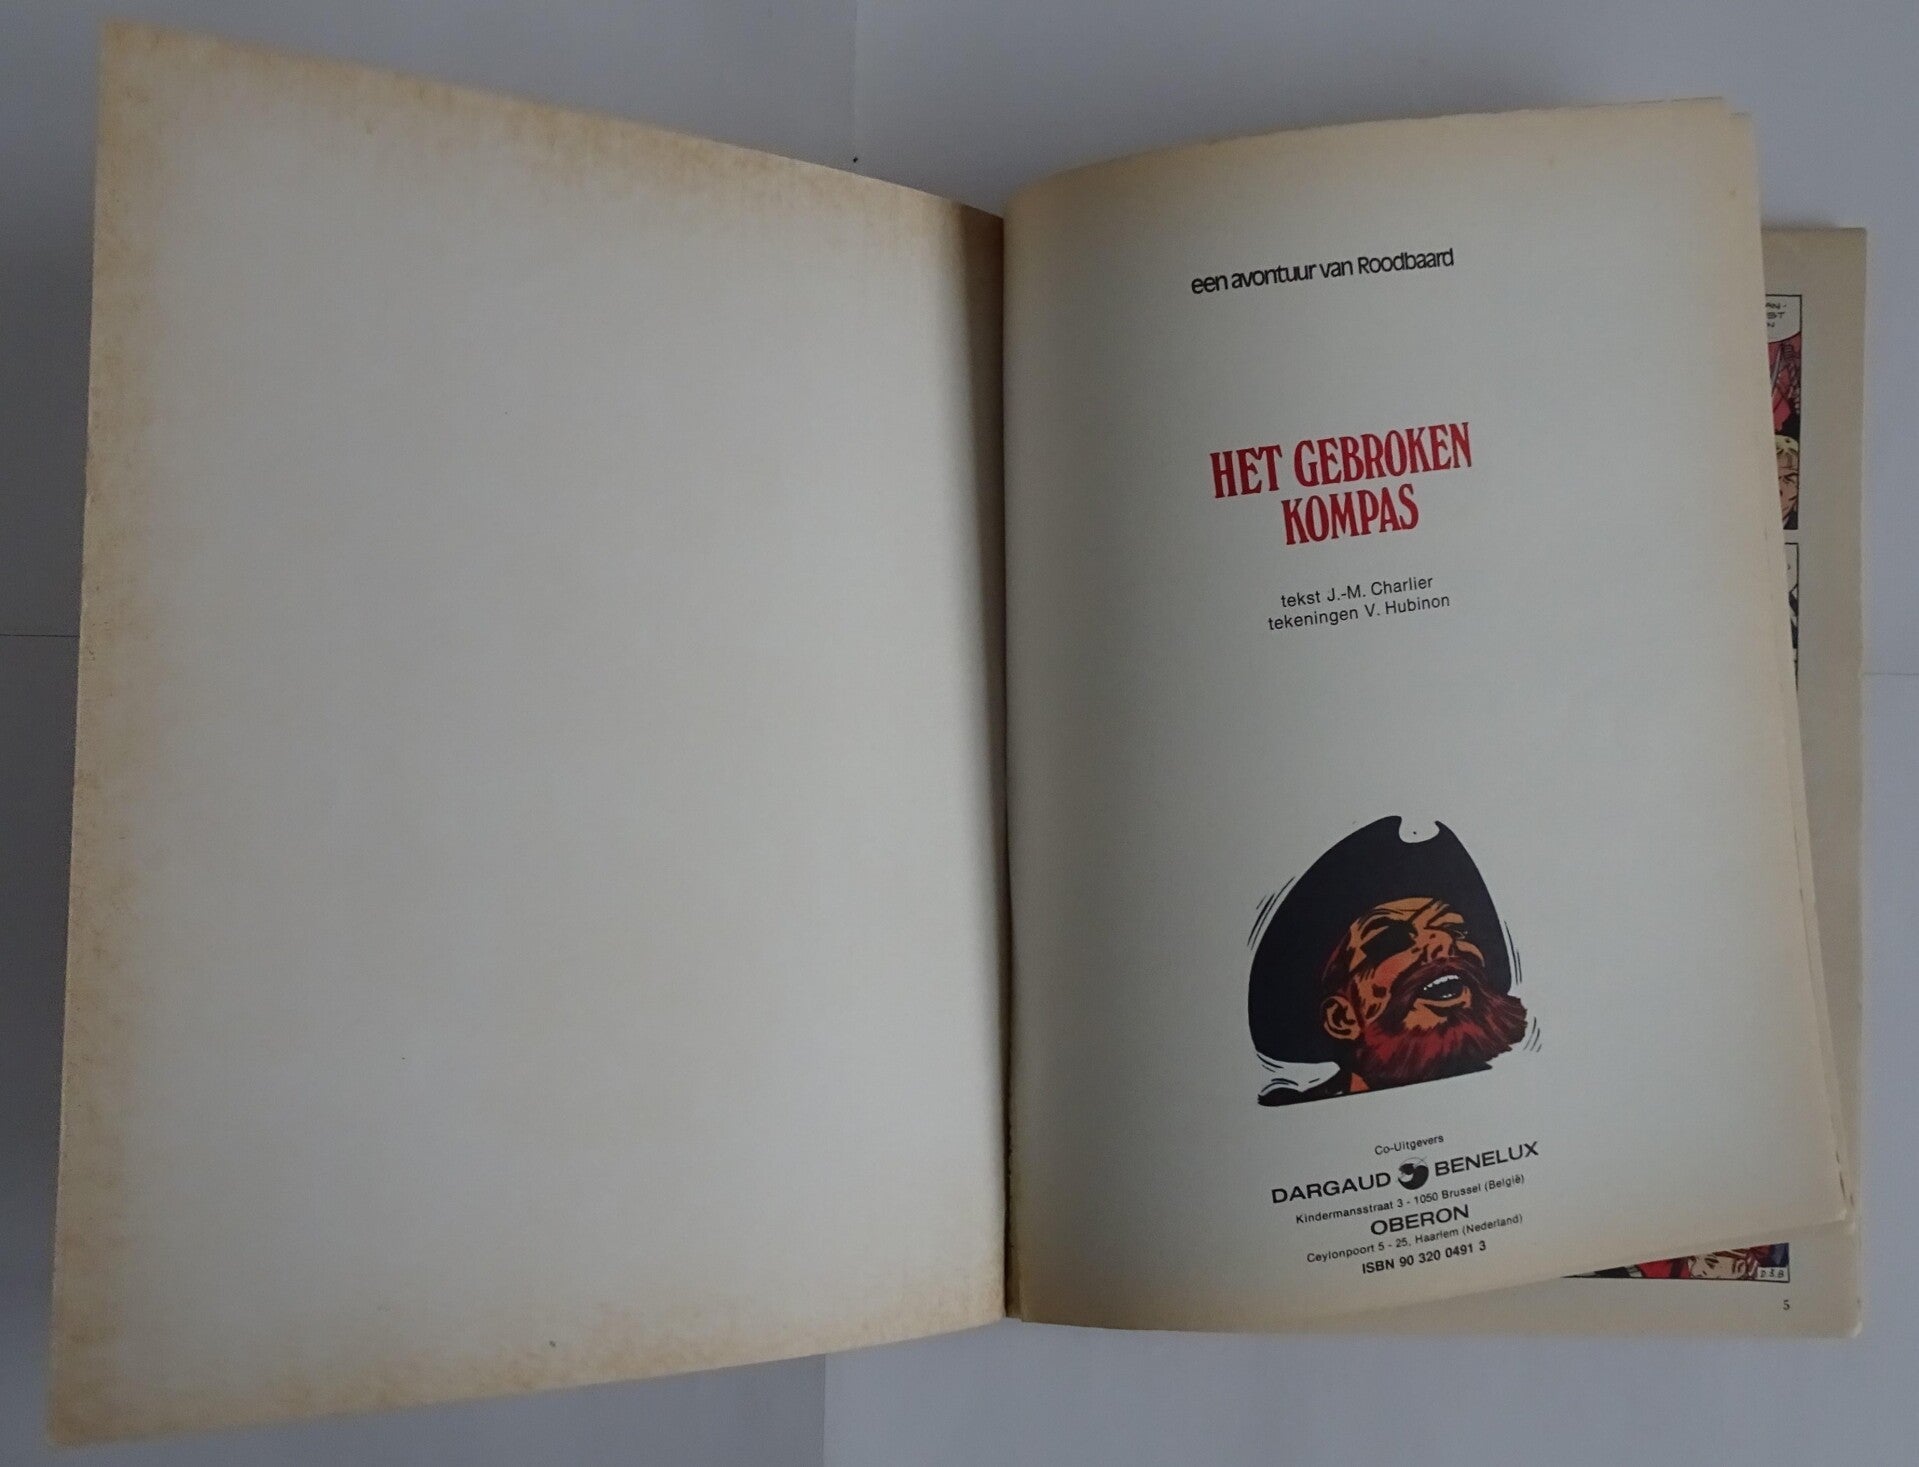 een avontuur van Roodbaard
HET GEBROKEN
KOMPAS
tekst J.-M. Charlier
tekeningen V. Hubinon
Co-Uitgevers
DARGAUD BENELUX
Kindermansstraat 3 - 1050 Brussel (België)
OBERON
Ceylonpoort 5 - 25, Haarlem (Nederland)
ISBN 90 320 0491 3
5